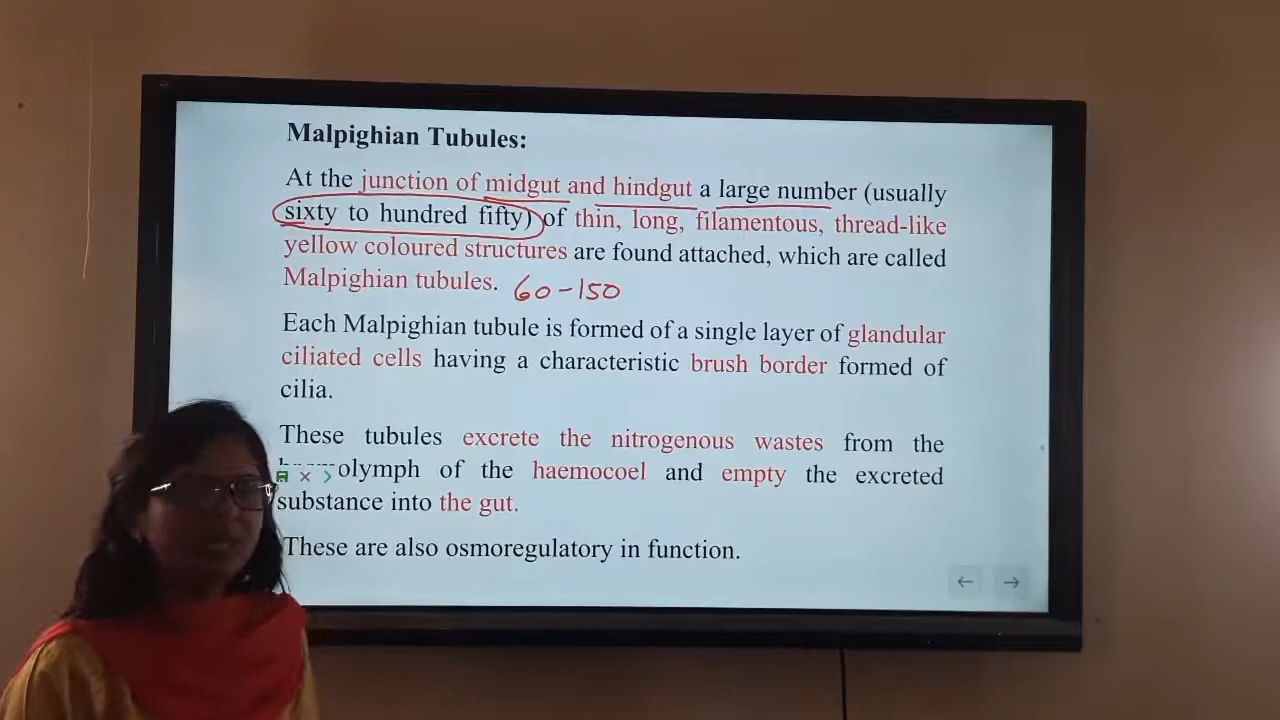 Malpighian Tubules:
At the junction of midgut and hindgut a large number (usually
sixty to hundred fifty) of thin, long, filamentous, thread-like
yellow coloured structures are found attached, which are called
Malpighian tubules. 60-150
Each Malpighian tubule is formed of a single layer of glandular
ciliated cells having a characteristic brush border formed of
cilia.
These tubules excrete the nitrogenous wastes from the
olymph of the haemocoel and empty the excreted
substance into the gut.
These are also osmoregulatory in function.